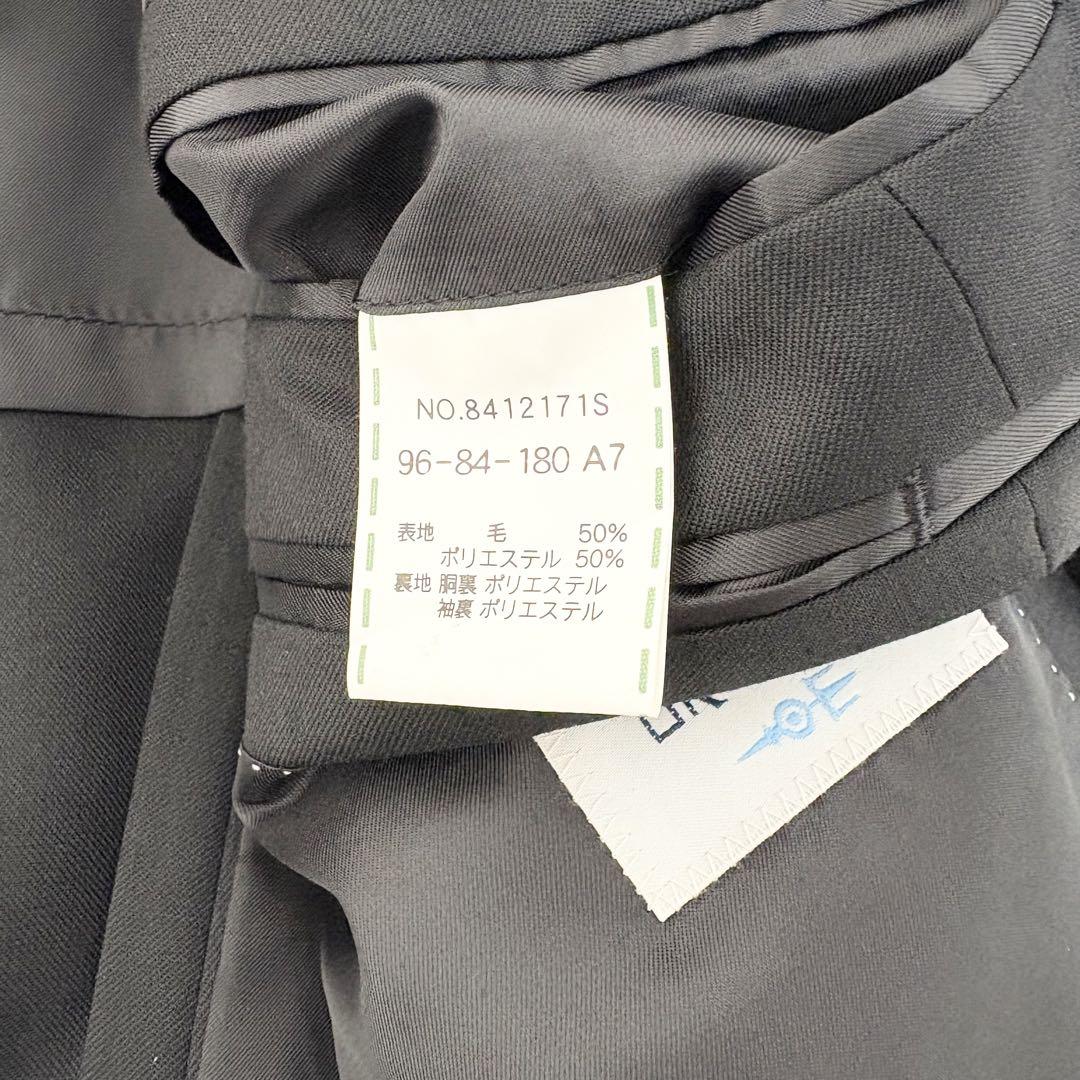 NO.8412171S
96-84-180 A7
表地 毛 50%
ポリエステル 50%
裏地 胴裏 ポリエステル
袖裏 ポリエステル